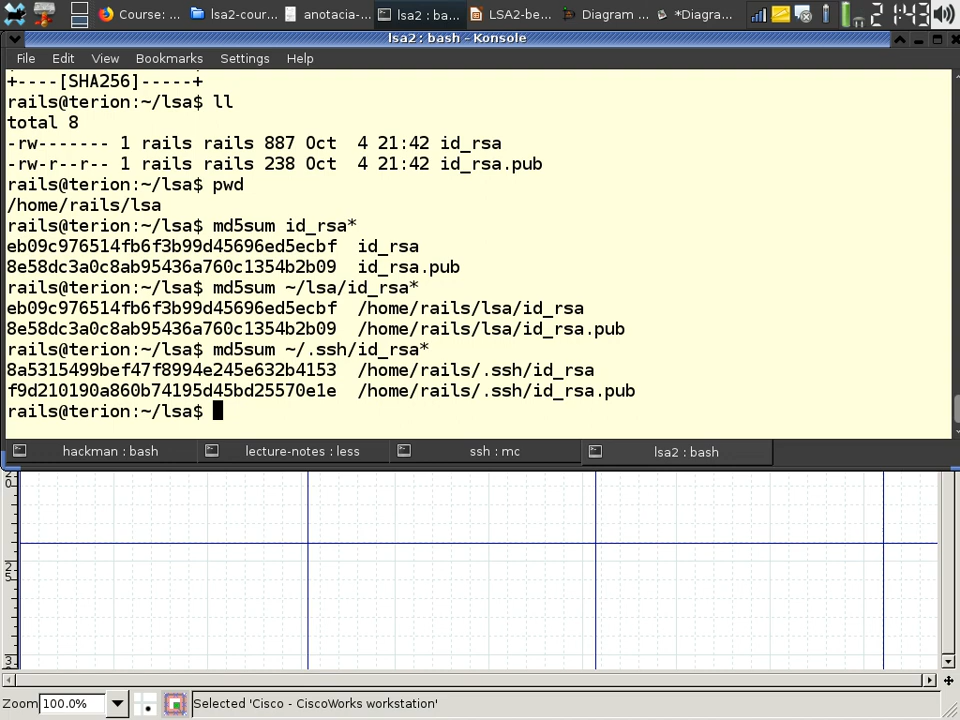 Course: ...
lsa2-cour...
anotacia-...
lsa2 : ba...
LSA2-be...
Diagram ...
*Diagra...
2
1:43
lsa2 : bash - Konsole
File Edit View Bookmarks Settings Help
+----[SHA256]-----+
rails@terion:~/lsa$ ll
total 8
-rw------- 1 rails rails 887 Oct  4 21:42 id_rsa
-rw-r--r-- 1 rails rails 238 Oct  4 21:42 id_rsa.pub
rails@terion:~/lsa$ pwd
/home/rails/lsa
rails@terion:~/lsa$ md5sum id_rsa*
eb09c976514fb6f3b99d45696ed5ecbf  id_rsa
8e58dc3a0c8ab95436a760c1354b2b09  id_rsa.pub
rails@terion:~/lsa$ md5sum ~/lsa/id_rsa*
eb09c976514fb6f3b99d45696ed5ecbf  /home/rails/lsa/id_rsa
8e58dc3a0c8ab95436a760c1354b2b09  /home/rails/lsa/id_rsa.pub
rails@terion:~/lsa$ md5sum ~/.ssh/id_rsa*
8a5315499bef47f8994e245e632b4153  /home/rails/.ssh/id_rsa
f9d210190a860b74195d45bd25570e1e  /home/rails/.ssh/id_rsa.pub
rails@terion:~/lsa$
hackman : bash
lecture-notes : less
ssh : mc
lsa2 : bash
Zoom 100.0%
Selected 'Cisco - CiscoWorks workstation'